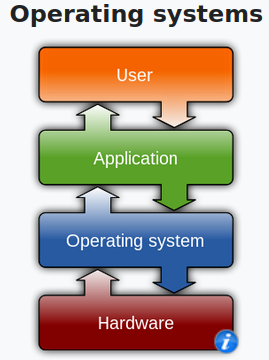 Operating systems
User
Application
Operating system
Hardware
i